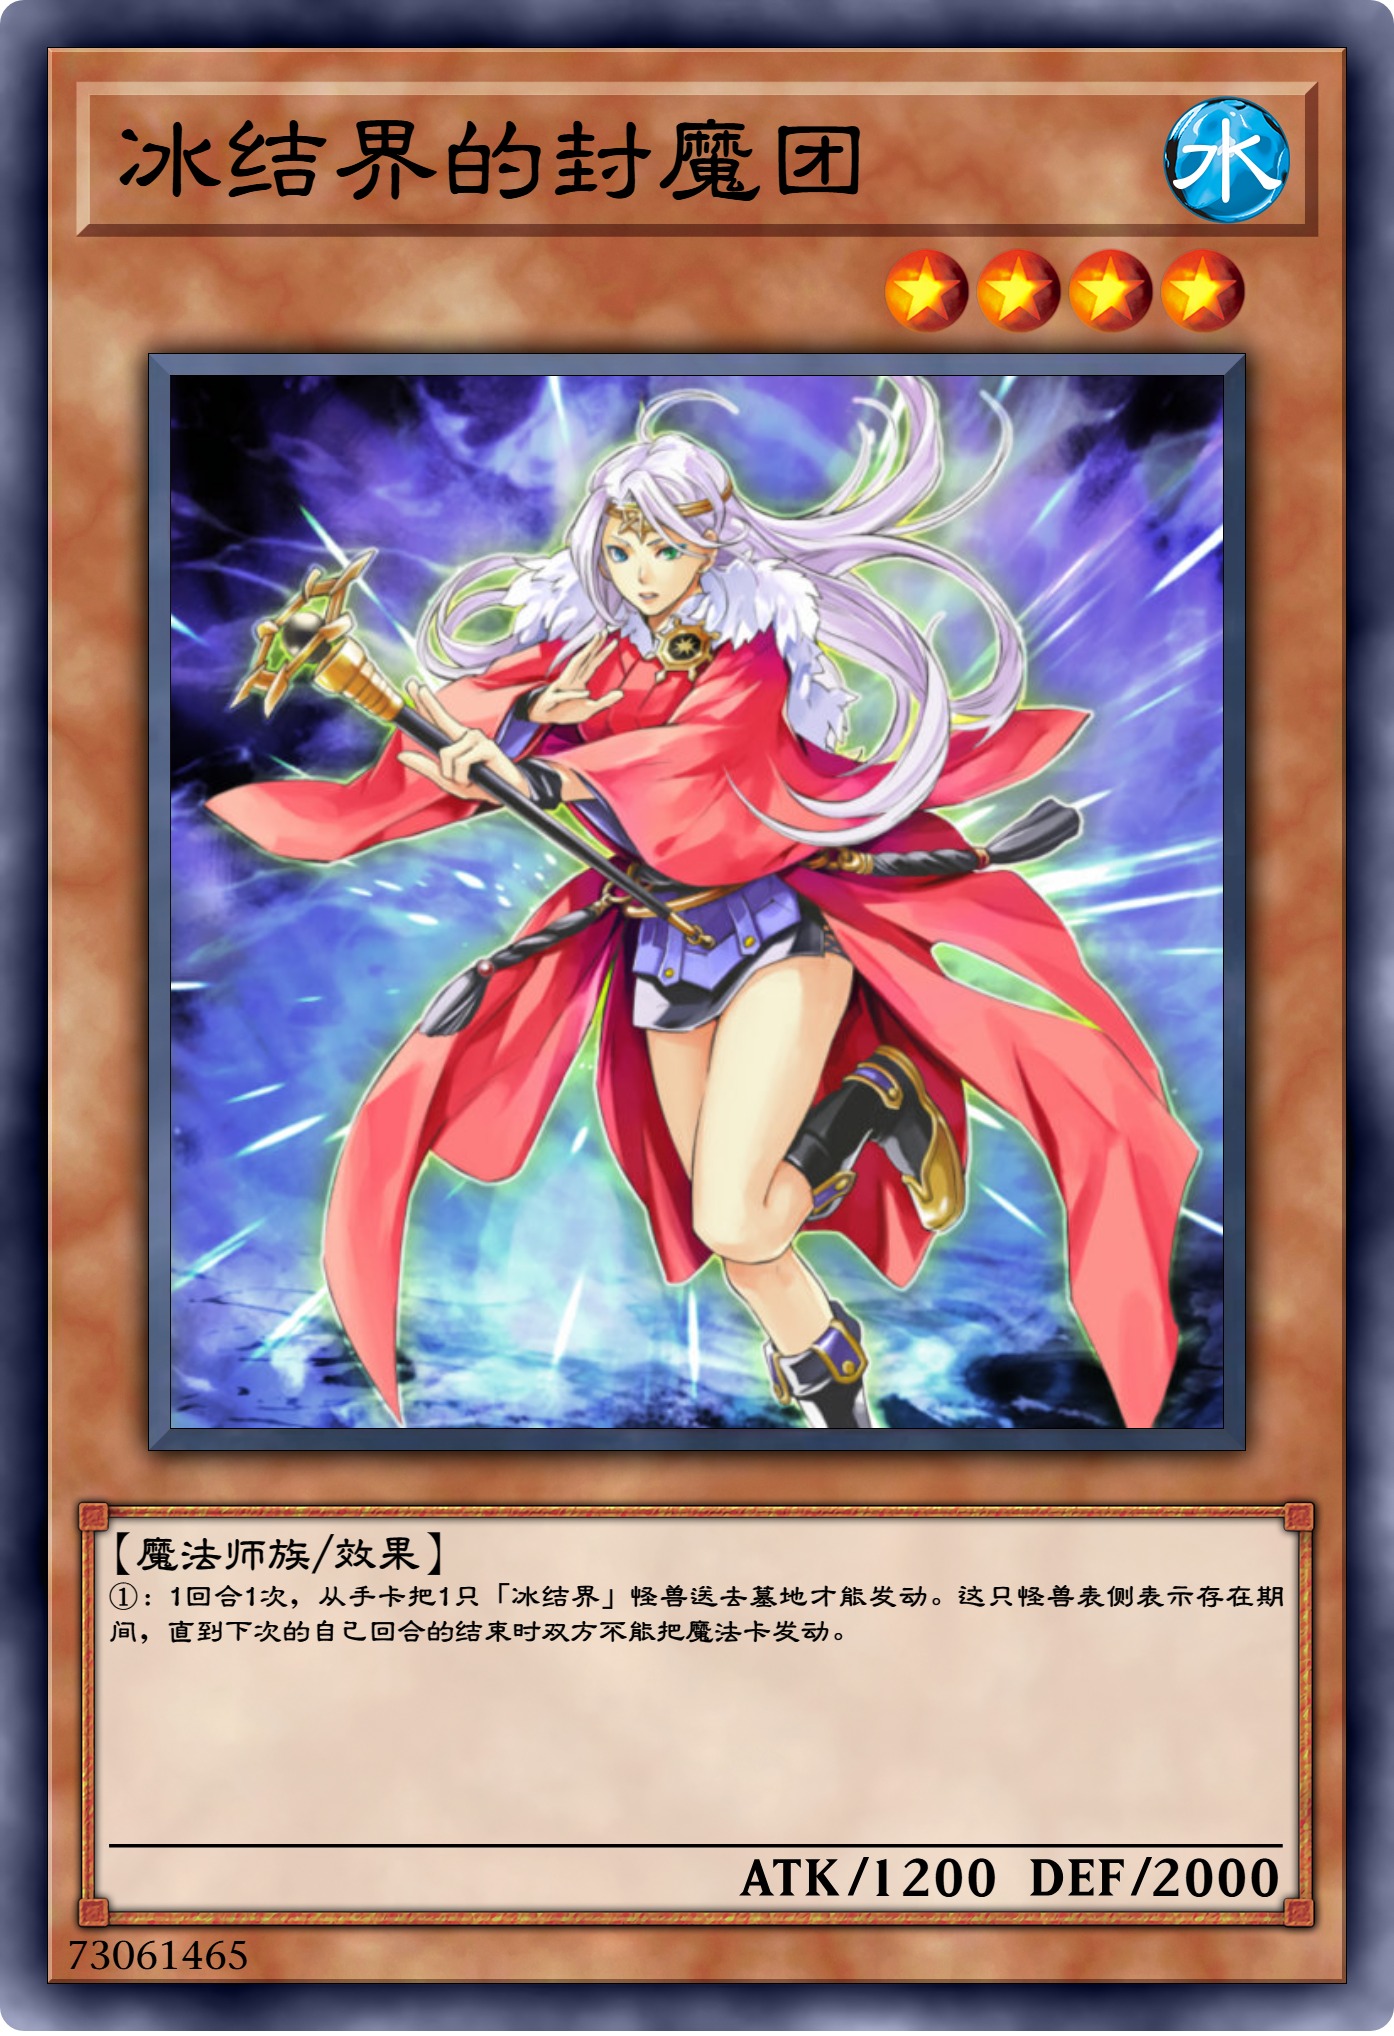 冰结界的封魔团
水
【魔法师族/效果】
①：1回合1次，从手卡把1只「冰结界」怪兽送去墓地才能发动。这只怪兽表侧表示存在期
间，直到下次的自己回合的结束时双方不能把魔法卡发动。
ATK/1200 DEF/2000
73061465